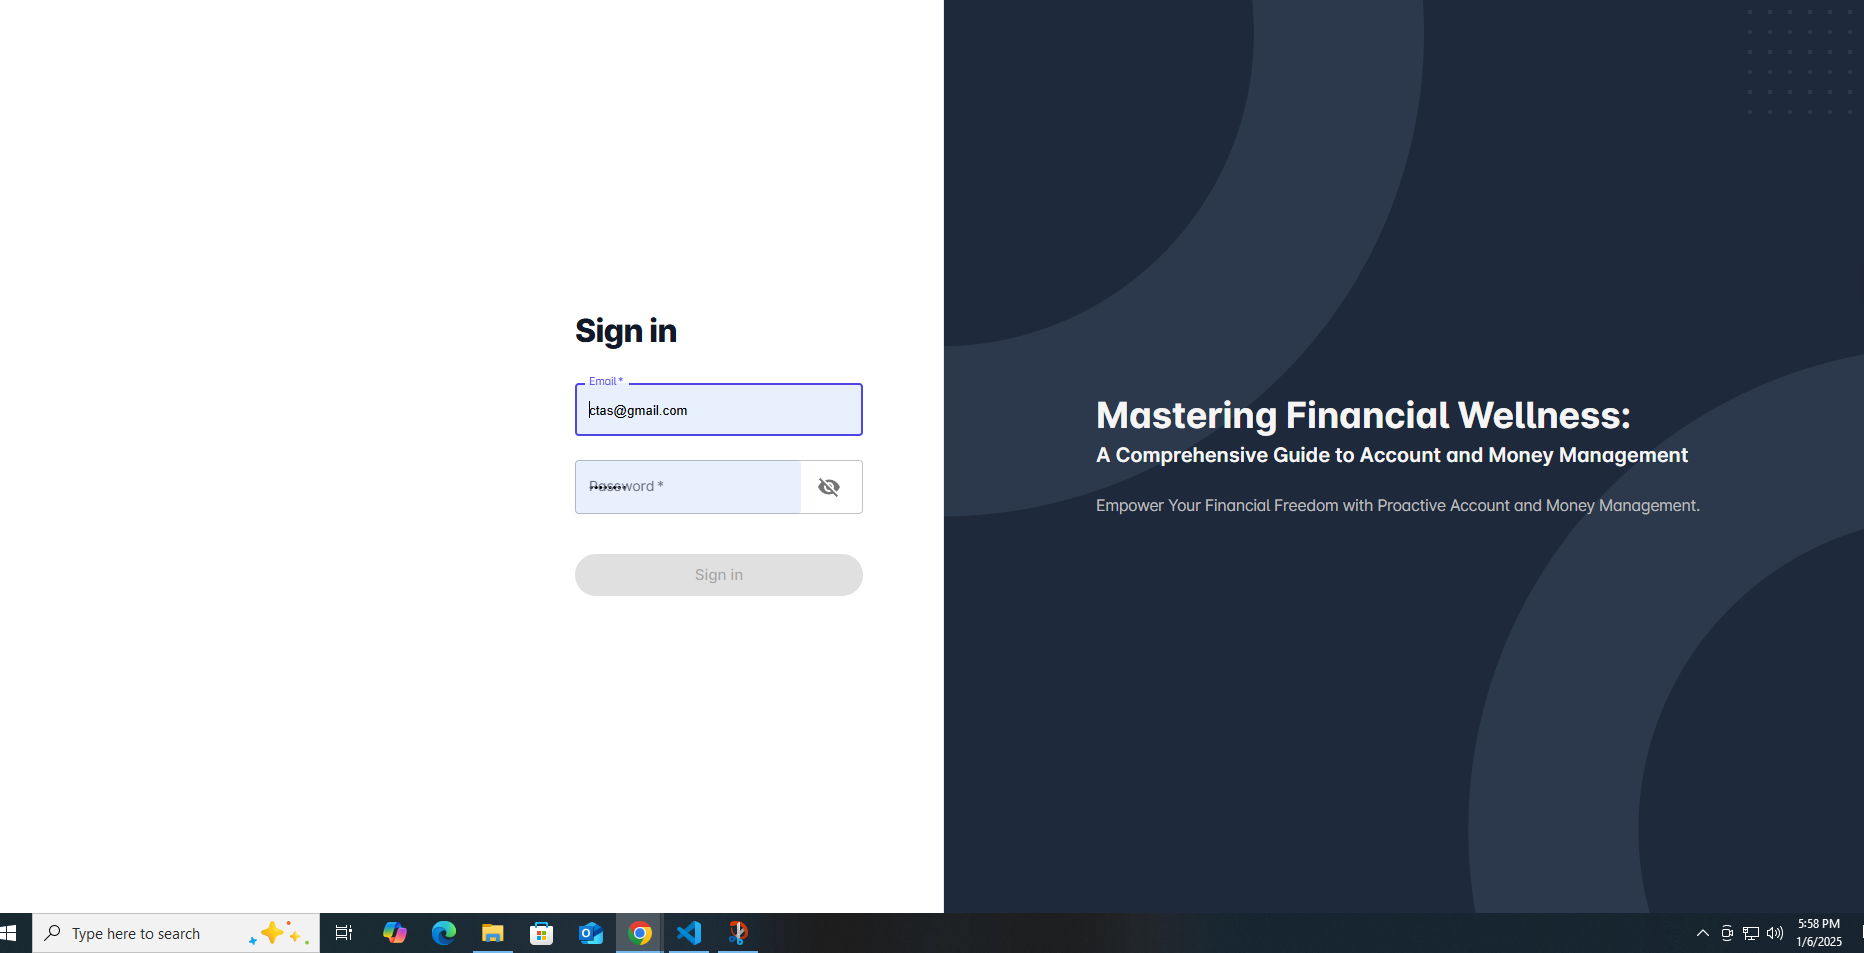 Sign in
Email *
ctas@gmail.com
Password *
Sign in
Mastering Financial Wellness:
A Comprehensive Guide to Account and Money Management
Empower Your Financial Freedom with Proactive Account and Money Management.
Type here to search
5:58 PM
1/6/2025